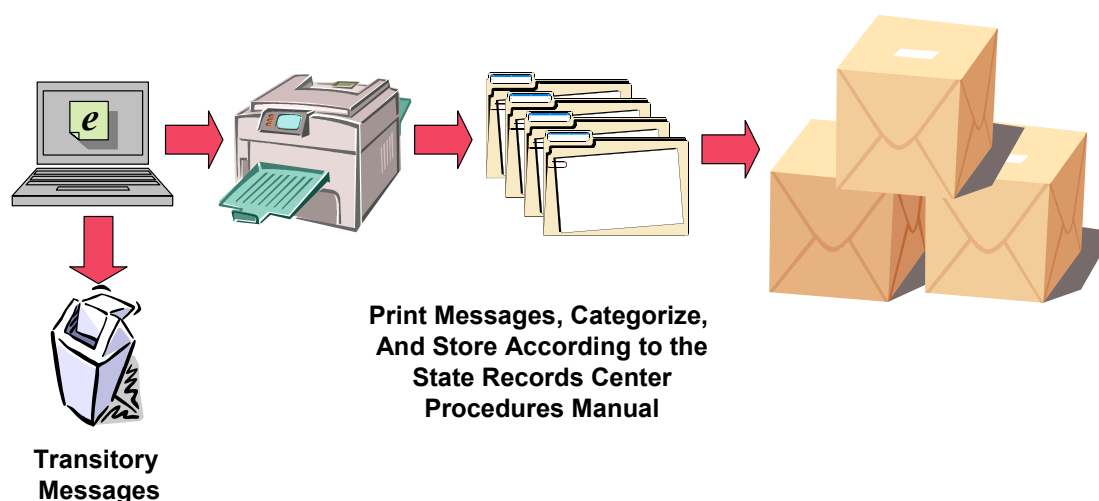 e
Print Messages, Categorize,
And Store According to the
State Records Center
Procedures Manual
Transitory
Messages